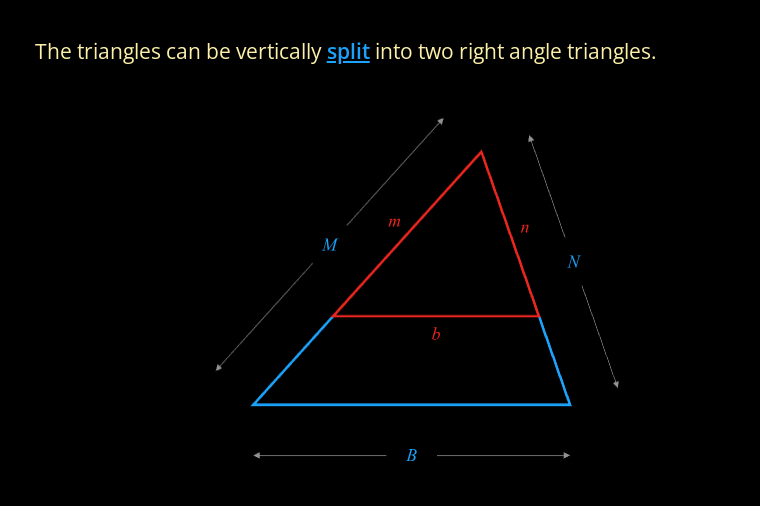 The triangles can be vertically split into two right angle triangles.
m
n
M
N
b
B